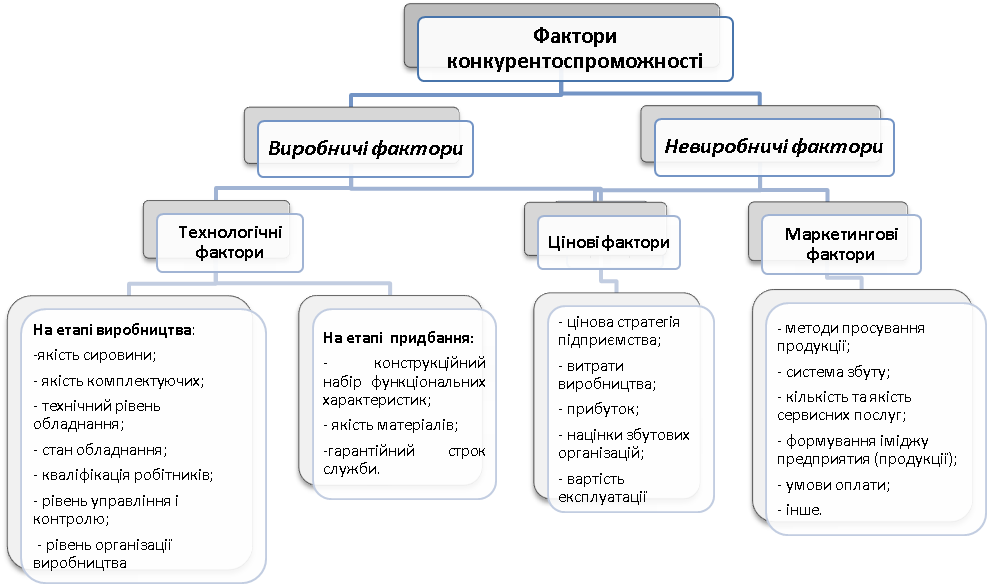 Фактори
конкурентоспроможності
Виробничі фактори
Невиробничі фактори
Технологічні
фактори
Цінові фактори
Маркетингові
фактори
На етапі виробництва:
-якість сировини;
- якість комплектуючих;
- технічний рівень
обладнання;
- стан обладнання;
- кваліфікація робітників;
- рівень управління і
контролю;
- рівень організації
виробництва
На етапі придбання:
- конструкційний
набір функціональних
характеристик;
- якість матеріалів;
-гарантійний строк
служби.
- цінова стратегія
підприємства;
- витрати
виробництва;
- прибуток;
- націнки збутових
організацій;
- вартість
експлуатації
- методи просування
продукції;
- система збуту;
- кількість та якість
сервисних послуг;
- формування іміджу
предприятия (продукції);
- умови оплати;
- інше.